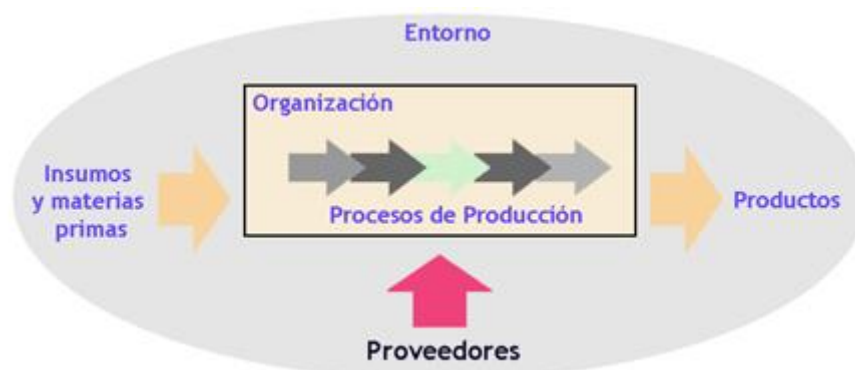 Entorno
Organización
Insumos
y materias
primas
Procesos de Producción
Productos
Proveedores